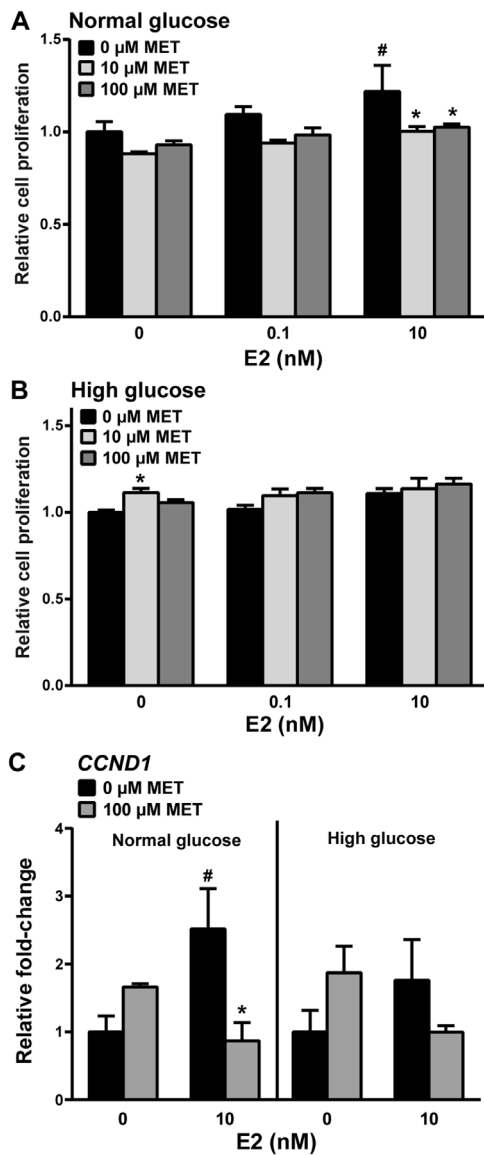 A Normal glucose
0 µM MET
10 µM MET
100 µM MET
#
* *
Relative cell proliferation
1.5
1.0
0.5
0.0
0 0.1 10
E2 (nM)
B High glucose
0 µM MET
10 µM MET
100 µM MET
*
Relative cell proliferation
1.5
1.0
0.5
0.0
0 0.1 10
E2 (nM)
C CCND1
0 µM MET
100 µM MET
Normal glucose High glucose
#
*
Relative fold-change
4
3
2
1
0
0 10 0 10
E2 (nM)